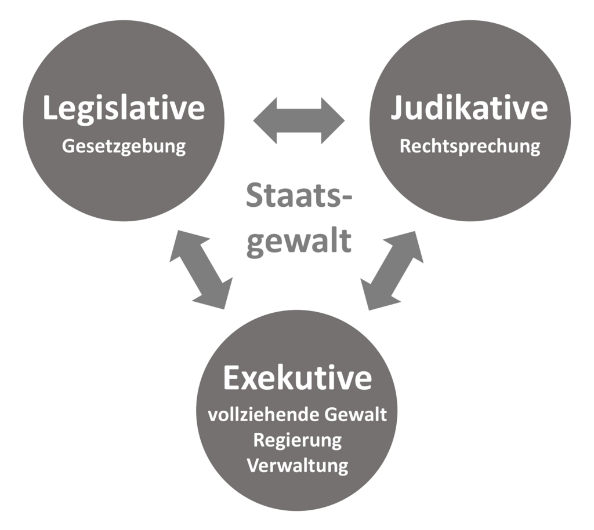 Legislative
Gesetzgebung
Judikative
Rechtsprechung
Staats-
gewalt
Exekutive
vollziehende Gewalt
Regierung
Verwaltung